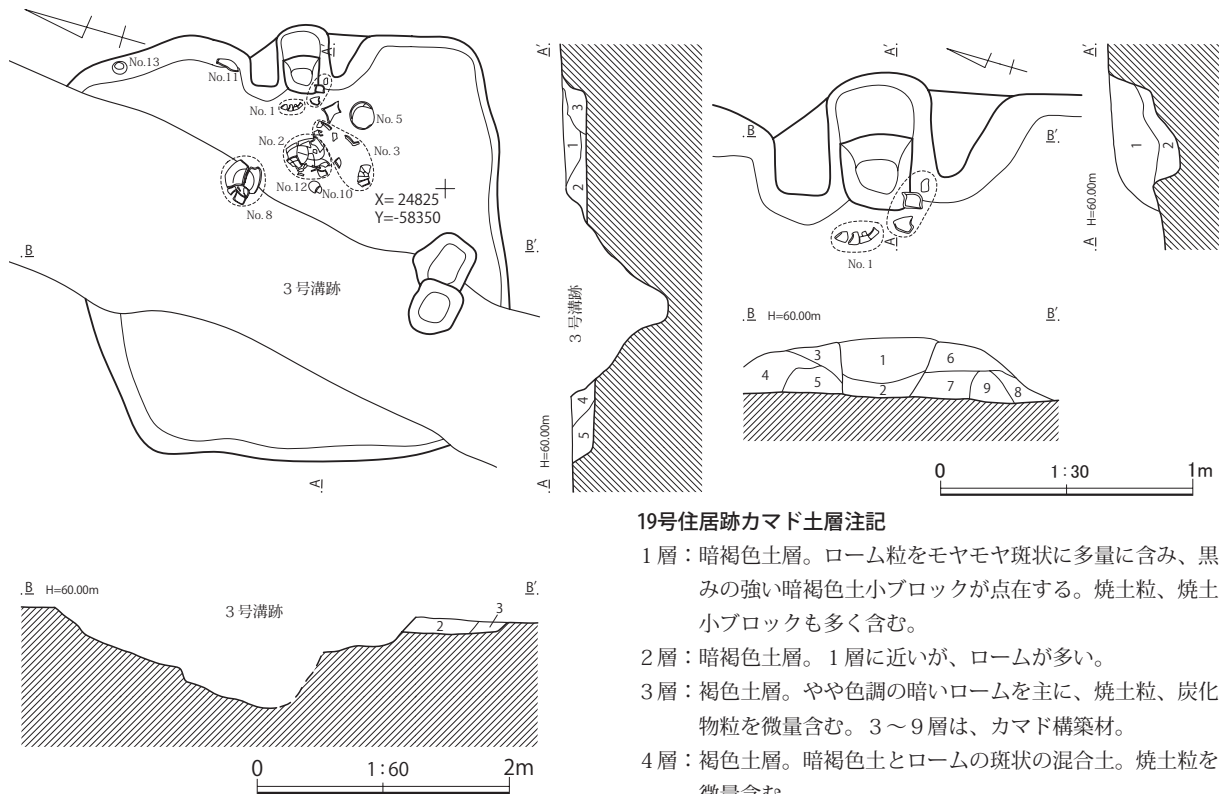 No.13
No.11
A′
No. 1
No. 5
No. 2
No. 3
No.12
No.10
No. 8
X= 24825
Y=-58350
B
B′
3号溝跡
A
A′
3
1
2
3号溝跡
4
5
A H=60.00m
A′
B
B′
A
No. 1
A′
1
2
A H=60.00m
B H=60.00m
B′
3
1
6
4
5
2
7
9
8
0 1:30 1m
B H=60.00m
B′
3号溝跡
2
3
0 1:60 2m
19号住居跡カマド土層注記
1層：暗褐色土層。ローム粒をモヤモヤ斑状に多量に含み、黒
みの強い暗褐色土小ブロックが点在する。焼土粒、焼土
小ブロックも多く含む。
2層：暗褐色土層。1層に近いが、ロームが多い。
3層：褐色土層。やや色調の暗いロームを主に、焼土粒、炭化
物粒を微量含む。3～9層は、カマド構築材。
4層：褐色土層。暗褐色土とロームの斑状の混合土。焼土粒を
微量含む。